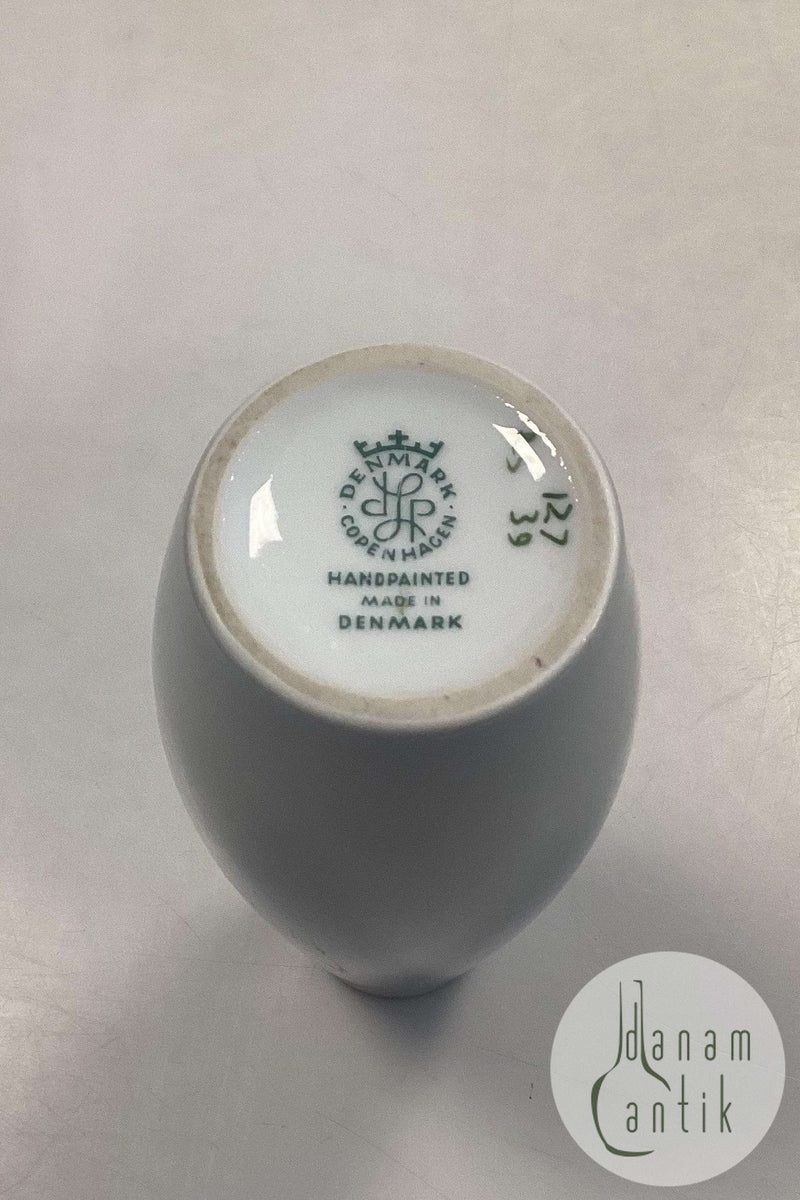 DENMARK
COPENHAGEN
HANDPAINTED
MADE IN
DENMARK
127
39
danam
antik